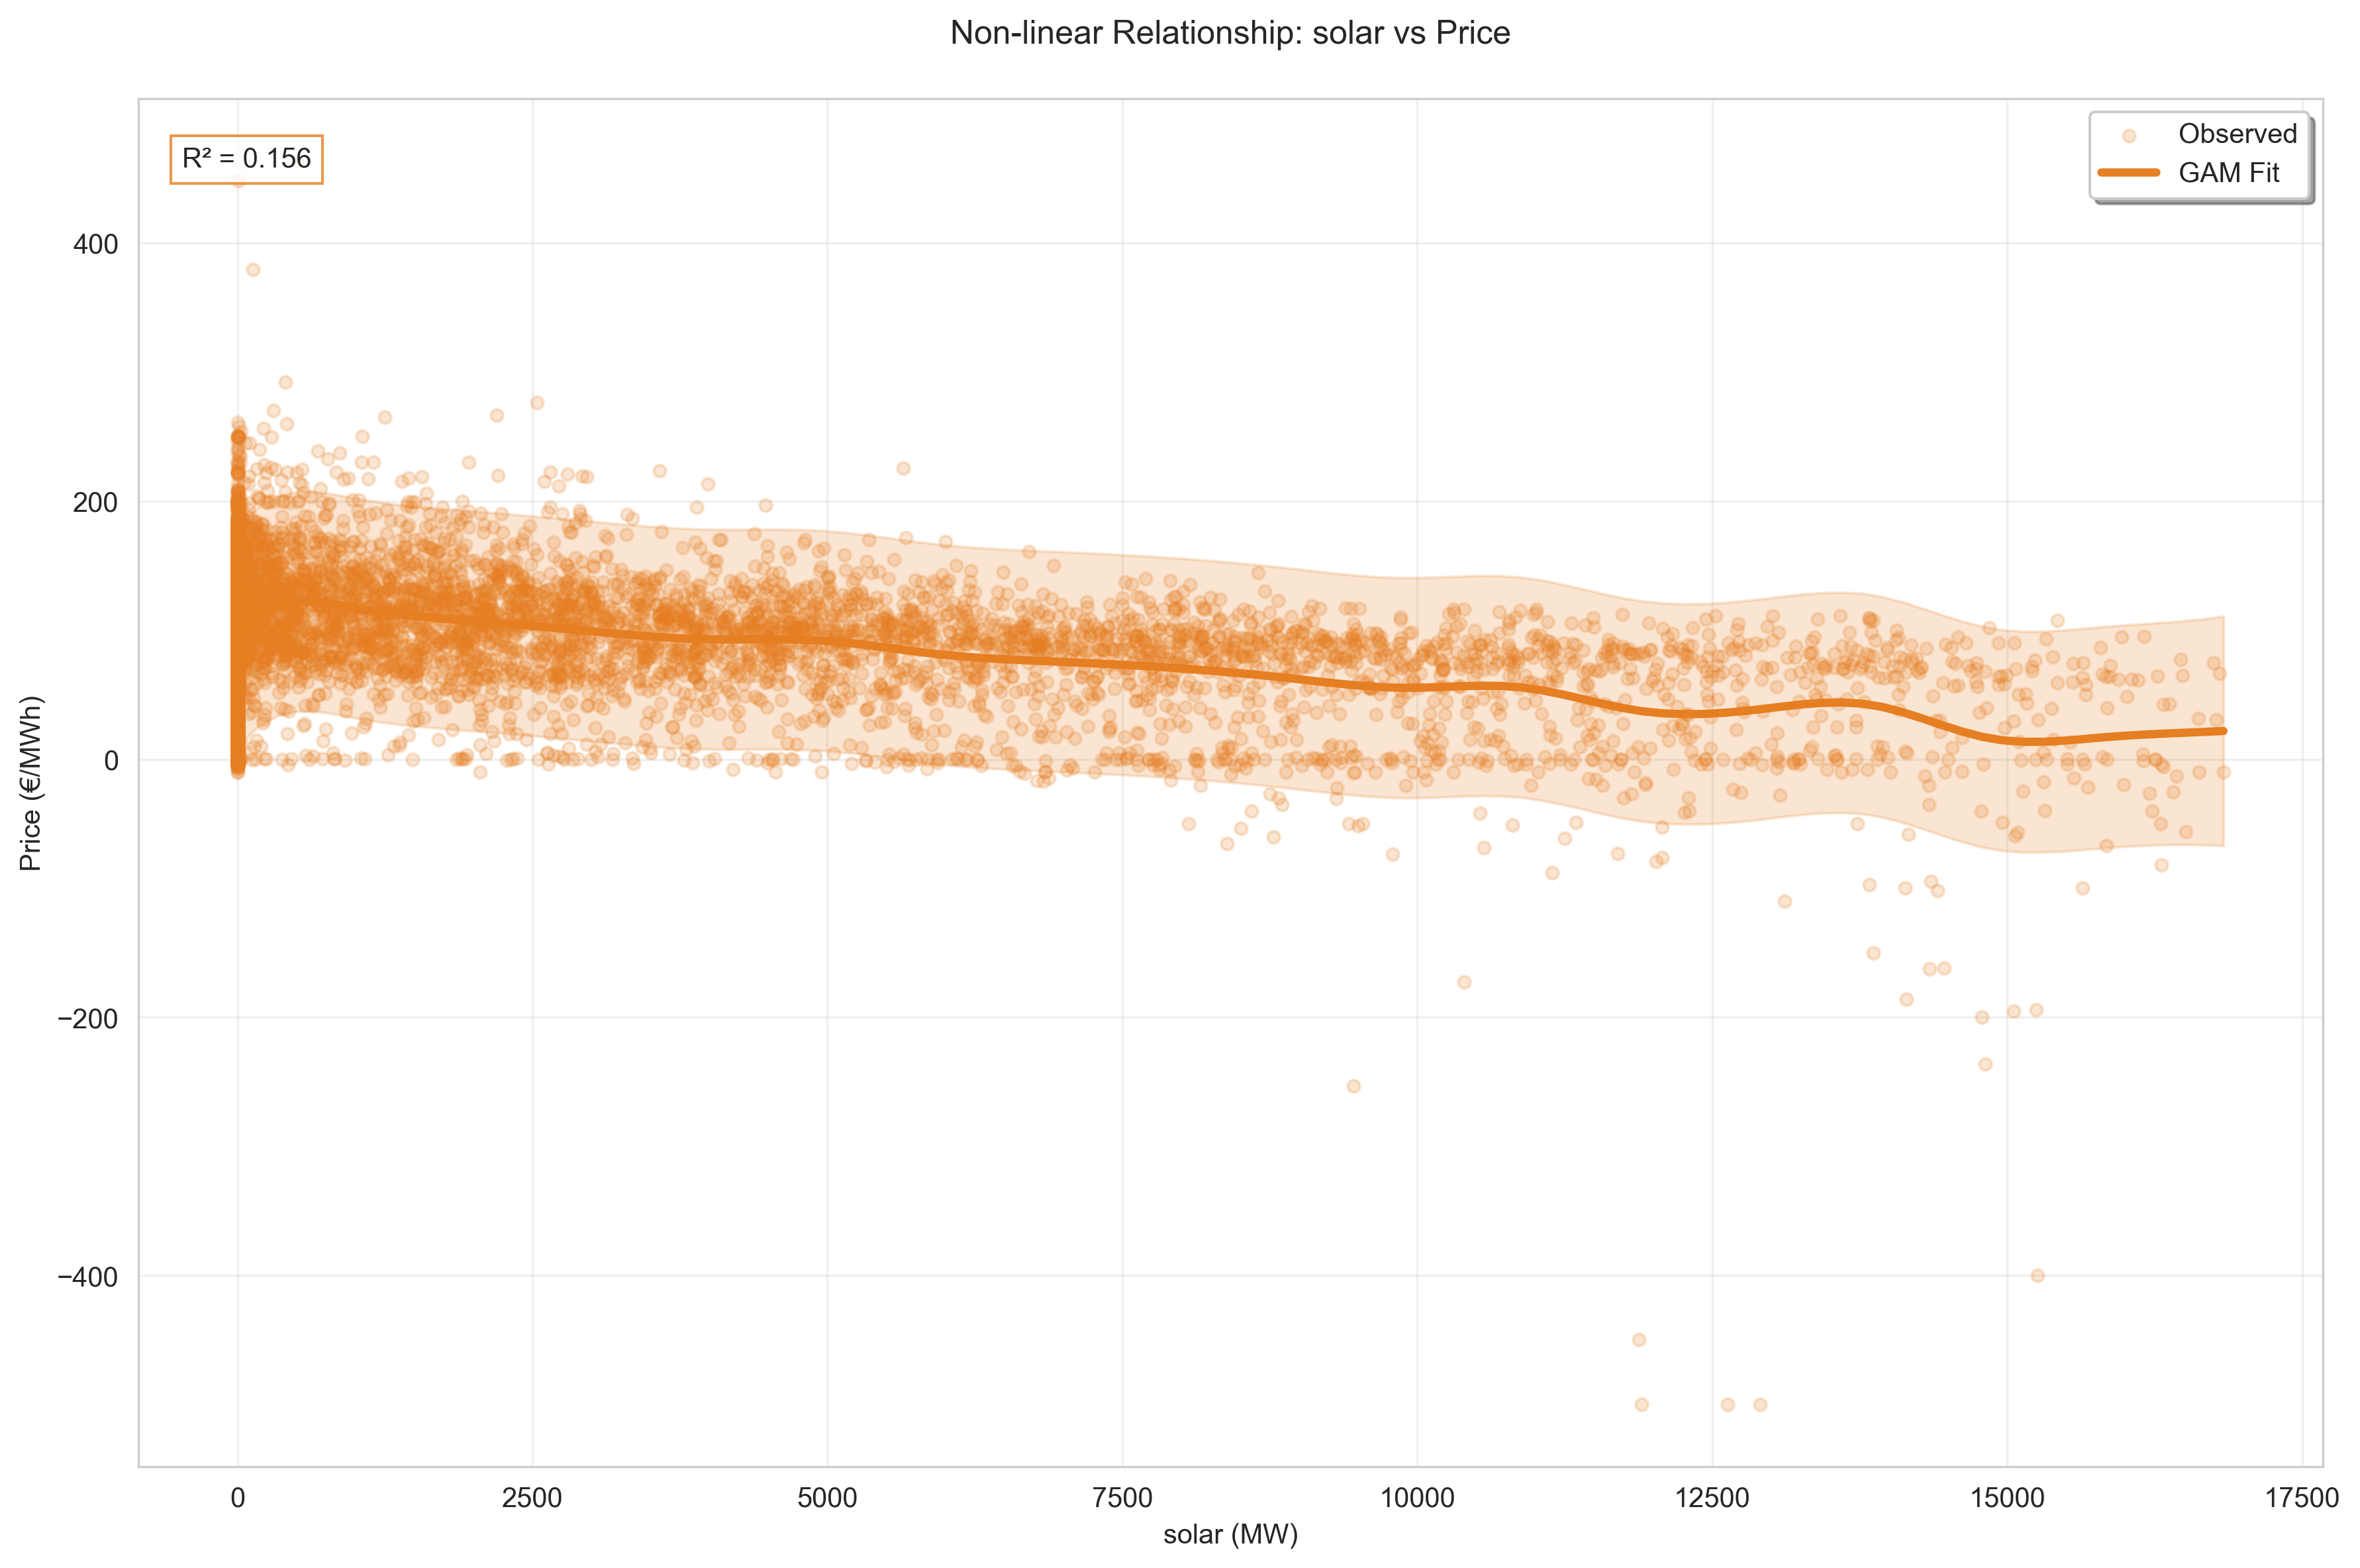 Non-linear Relationship: solar vs Price
R² = 0.156
Observed
GAM Fit
Price (€/MWh)
400
200
0
−200
−400
0 2500 5000 7500 10000 12500 15000 17500
solar (MW)